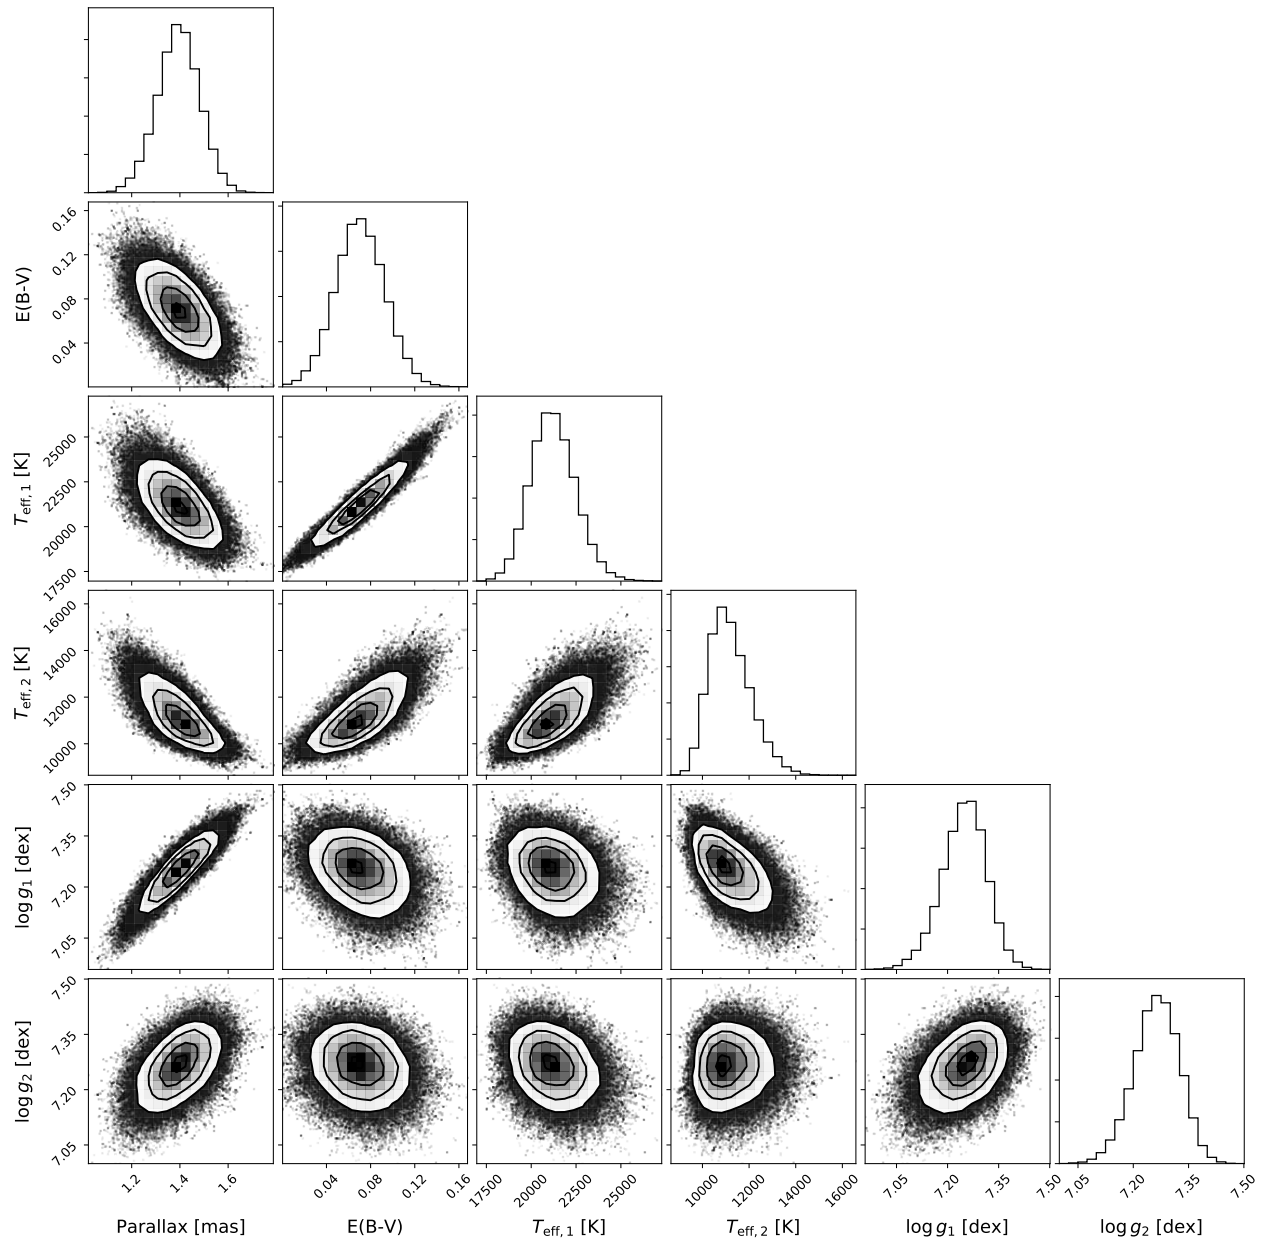 0.16
0.12
0.08
0.04
E(B-V)
25000
22500
20000
17500
T_eff,1 [K]
16000
14000
12000
10000
T_eff,2 [K]
7.50
7.35
7.20
7.05
log g_1 [dex]
7.50
7.35
7.20
7.05
log g_2 [dex]
1.2 1.4 1.6
Parallax [mas]
0.04 0.08 0.12 0.16
E(B-V)
17500 20000 22500 25000
T_eff,1 [K]
10000 12000 14000 16000
T_eff,2 [K]
7.05 7.20 7.35 7.50
log g_1 [dex]
7.05 7.20 7.35 7.50
log g_2 [dex]